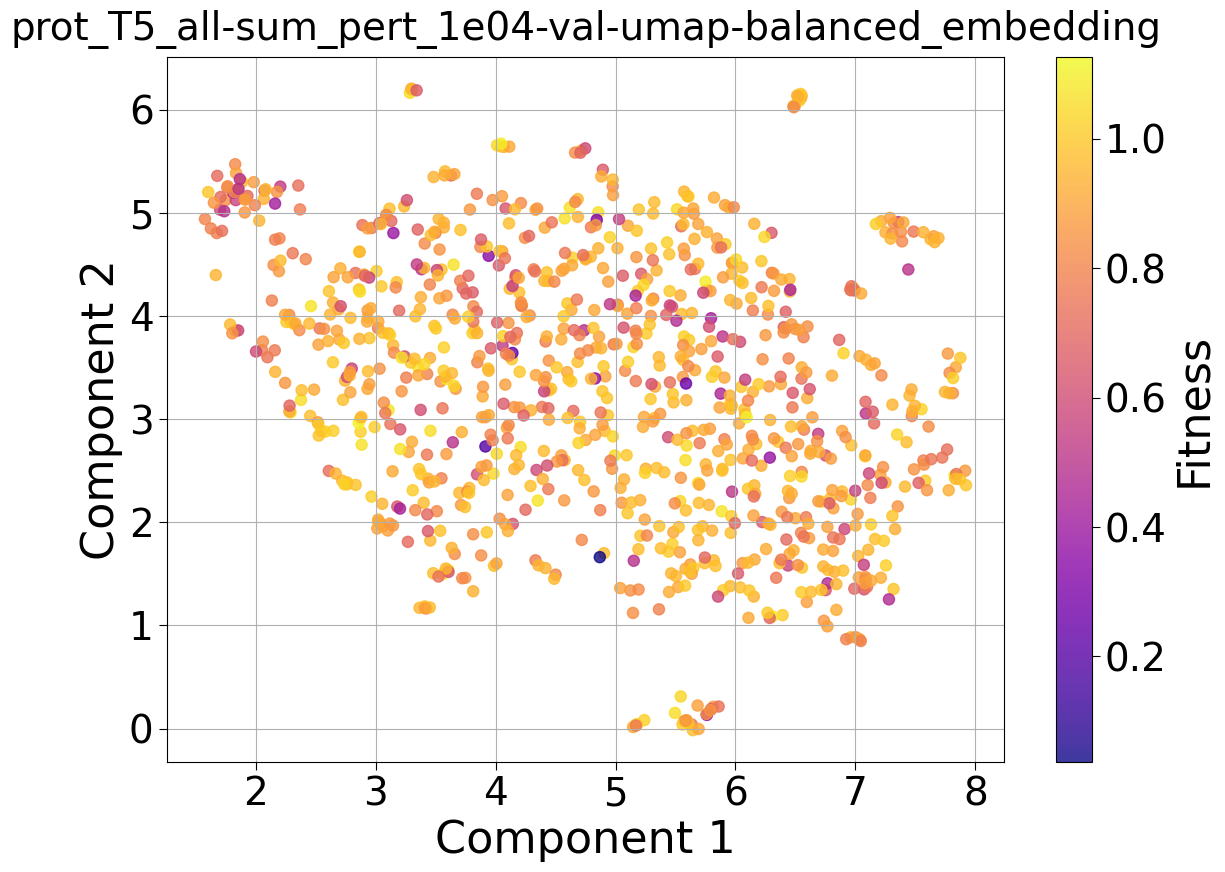 prot_T5_all-sum_pert_1e04-val-umap-balanced_embedding
6
5
4
3
2
1
0
Component 2
2 3 4 5 6 7 8
Component 1
1.0
0.8
0.6
0.4
0.2
Fitness